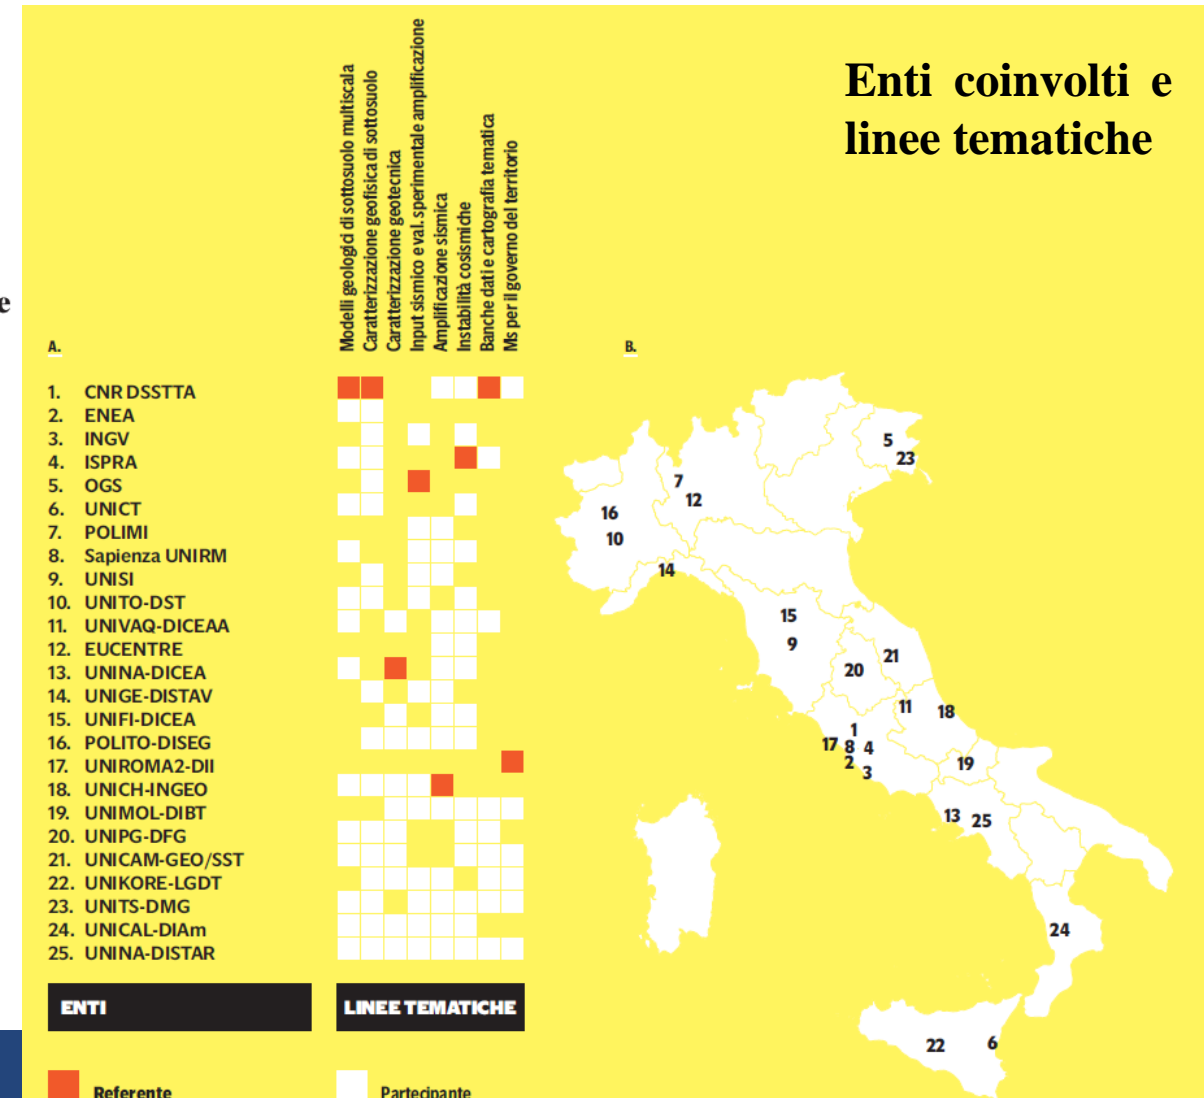 Enti coinvolti e
linee tematiche
e
A.
Modelli geologici di sottosuolo multiscala
Caratterizzazione geofisica di sottosuolo
Caratterizzazione geotecnica
Input sismico e val. sperimentale amplificazione
Amplificazione sismica
Instabilità cosismiche
Banche dati e cartografia tematica
Ms per il governo del territorio
1. CNR DSSTTA
2. ENEA
3. INGV
4. ISPRA
5. OGS
6. UNICT
7. POLIMI
8. Sapienza UNIRM
9. UNISI
10. UNITO-DST
11. UNIVAQ-DICEAA
12. EUCENTRE
13. UNINA-DICEA
14. UNIGE-DISTAV
15. UNIFI-DICEA
16. POLITO-DISEG
17. UNIROMA2-DII
18. UNICH-INGEO
19. UNIMOL-DIBT
20. UNIPG-DFG
21. UNICAM-GEO/SST
22. UNIKORE-LGDT
23. UNITS-DMG
24. UNICAL-DIAm
25. UNINA-DISTAR
ENTI
LINEE TEMATICHE
Referente
Partecipante
B.
5
23
7
12
16
10
14
15
9
21
20
11
18
1
17 8 4
2
3
19
13 25
24
22 6